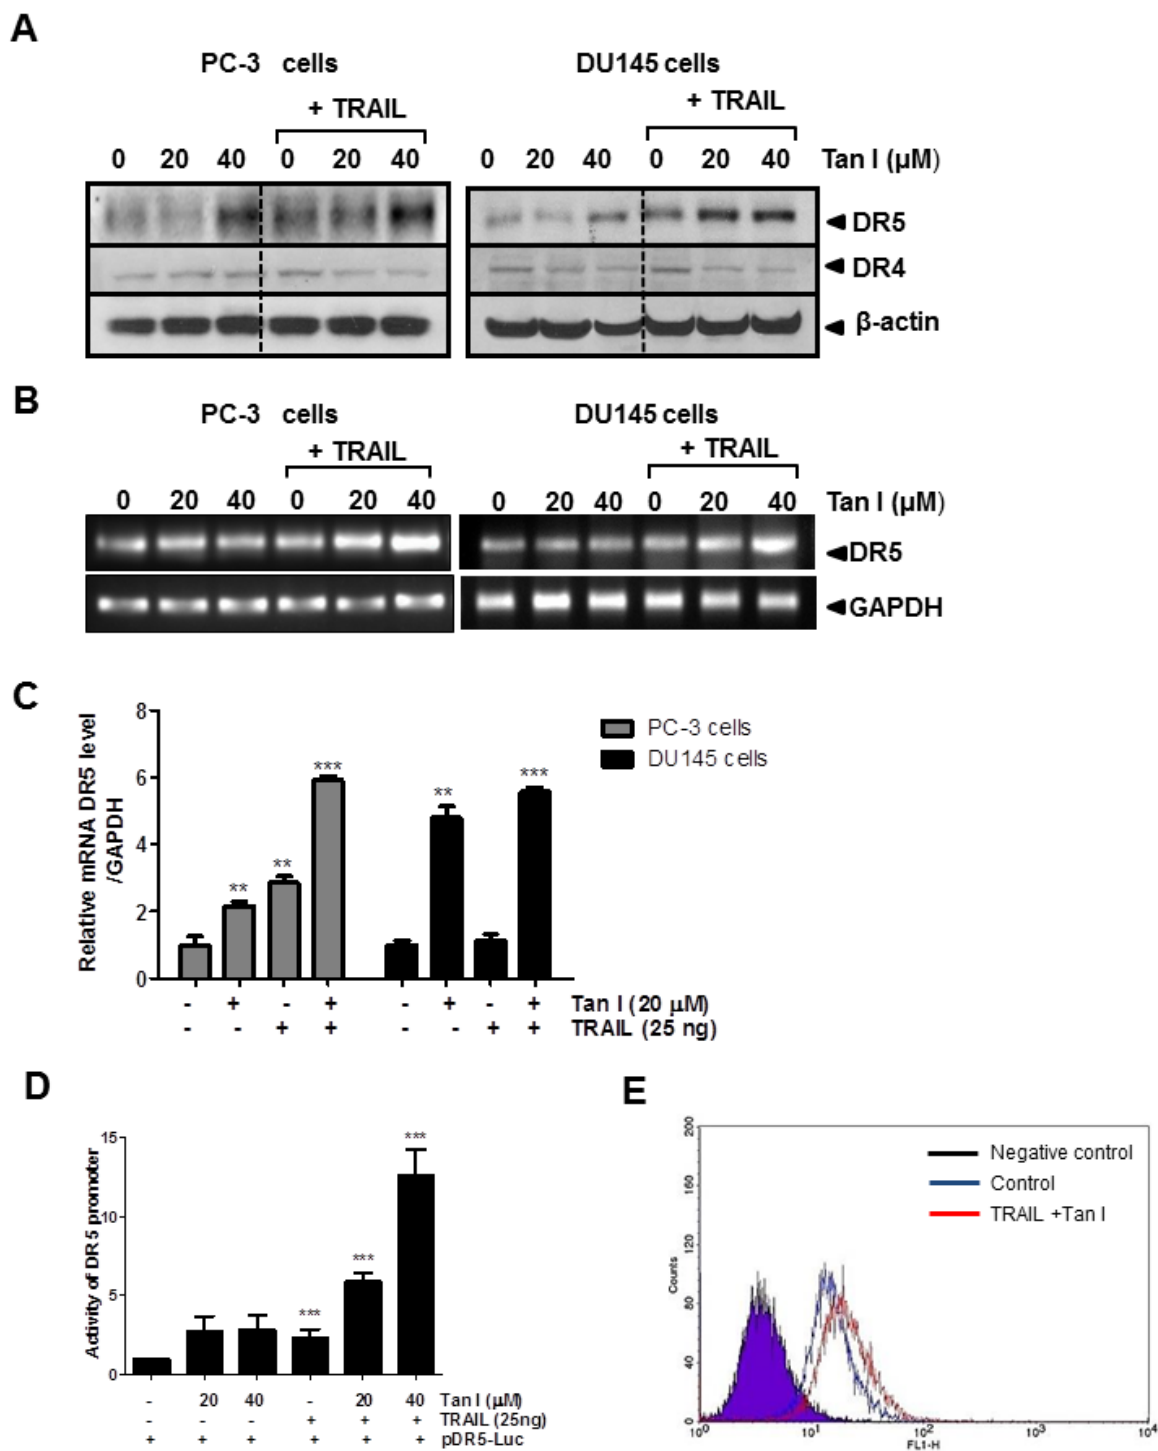 A
PC-3 cells DU145 cells
+ TRAIL + TRAIL
0 20 40 0 20 40 0 20 40 0 20 40 Tan I (μM)
DR5
DR4
β-actin
B
PC-3 cells DU145 cells
+ TRAIL + TRAIL
0 20 40 0 20 40 0 20 40 0 20 40 Tan I (μM)
DR5
GAPDH
C
Relative mRNA DR5 level
/GAPDH
8
6
4
2
0
** ** *** ** ***
PC-3 cells
DU145 cells
- + - + - + - + Tan I (20 μM)
- - + + - - + + TRAIL (25 ng)
D
Activity of DR5 promoter
15
10
5
0
*** *** ***
- 20 40 - 20 40 Tan I (μM)
- - - + + + TRAIL (25ng)
+ + + + + + pDR5-Luc
E
Counts
200
160
120
80
40
0
Negative control
Control
TRAIL +Tan I
10⁰ 10¹ 10² 10³ 10⁴
FL1-H